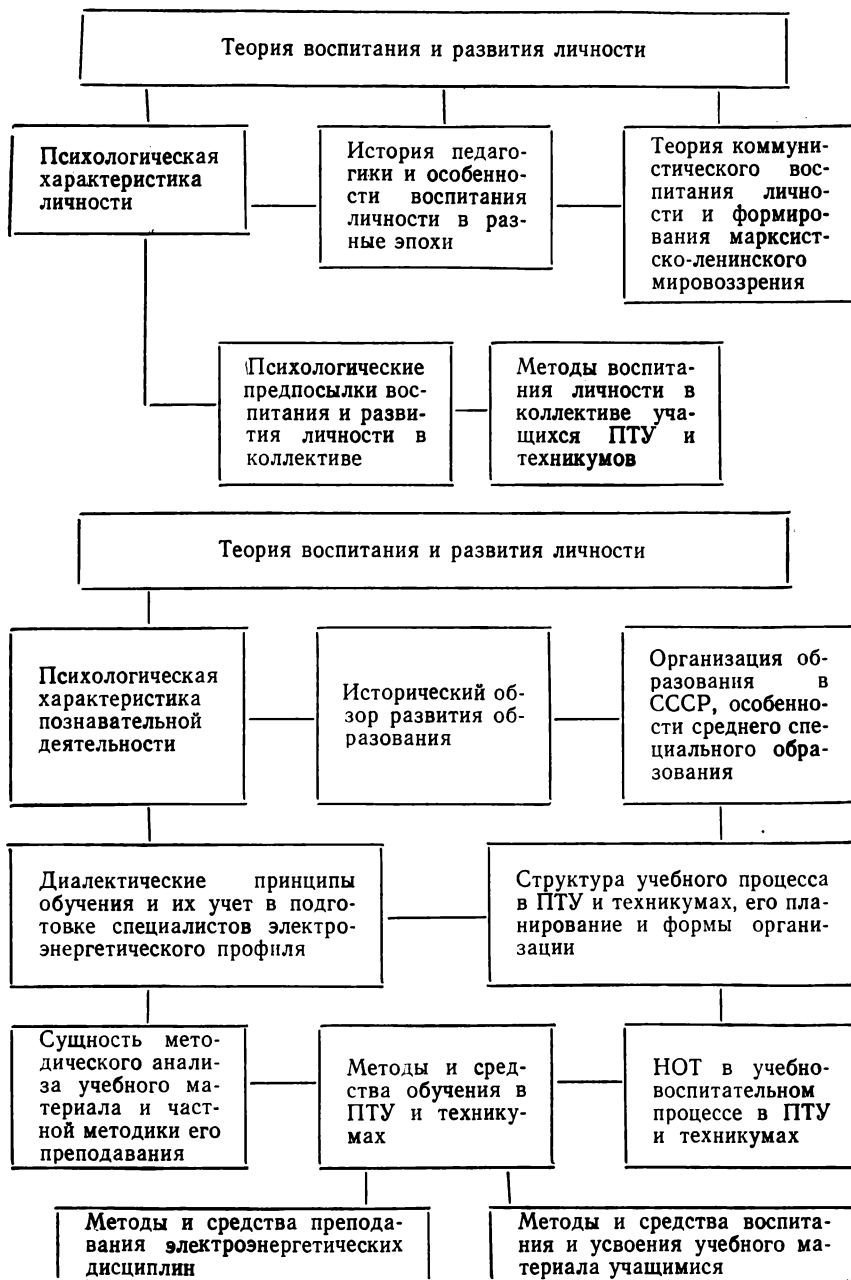 Теория воспитания и развития личности
Психологическая
характеристика
личности
История педаго-
гики и особенно-
сти воспитания
личности в раз-
ные эпохи
Теория коммуни-
стического вос-
питания лично-
сти и формиро-
вания марксист-
ско-ленинского
мировоззрения
Психологические
предпосылки вос-
питания и разви-
тия личности в
коллективе
Методы воспита-
ния личности в
коллективе уча-
щихся ПТУ и
техникумов
Теория воспитания и развития личности
Психологическая
характеристика
познавательной
деятельности
Исторический об-
зор развития об-
разования
Организация об-
разования в
СССР, особенно-
сти среднего спе-
циального обра-
зования
Диалектические принципы
обучения и их учет в подго-
товке специалистов электро-
энергетического профиля
Структура учебного процесса
в ПТУ и техникумах, его пла-
нирование и формы органи-
зации
Сущность мето-
дического анали-
за учебного ма-
териала и част-
ной методики его
преподавания
Методы и сред-
ства обучения в
ПТУ и технику-
мах
НОТ в учебно-
воспитательном
процессе в ПТУ
и техникумах
Методы и средства препода-
вания электроэнергетических
дисциплин
Методы и средства воспита-
ния и усвоения учебного ма-
териала учащимися